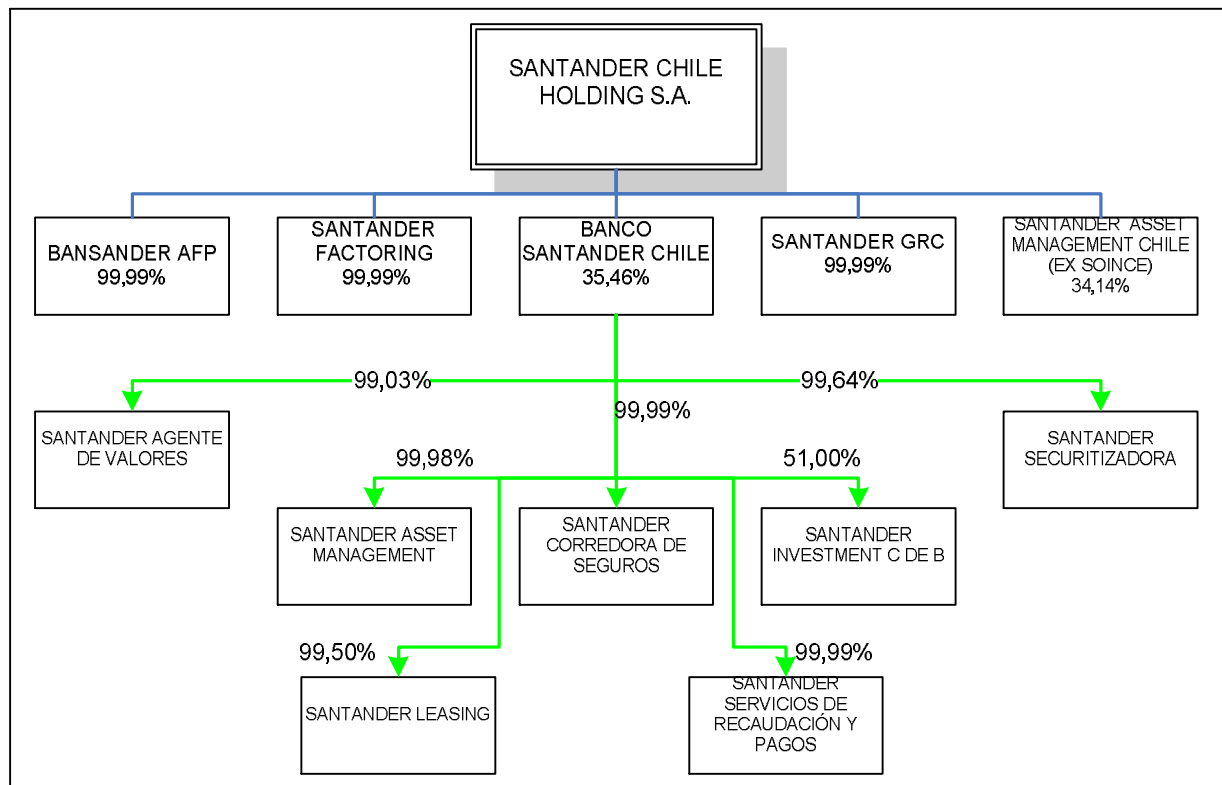 SANTANDER CHILE
HOLDING S.A.
BANSANDER AFP
99,99%
SANTANDER
FACTORING
99,99%
BANCO
SANTANDER CHILE
35,46%
SANTANDER GRC
99,99%
SANTANDER ASSET
MANAGEMENT CHILE
(EX SOINCE)
34,14%
99,03%
99,64%
99,99%
SANTANDER AGENTE
DE VALORES
SANTANDER
SECURITIZADORA
99,98%
51,00%
SANTANDER ASSET
MANAGEMENT
SANTANDER
CORREDORA DE
SEGUROS
SANTANDER
INVESTMENT C DE B
99,50%
99,99%
SANTANDER LEASING
SANTANDER
SERVICIOS DE
RECAUDACIÓN Y
PAGOS